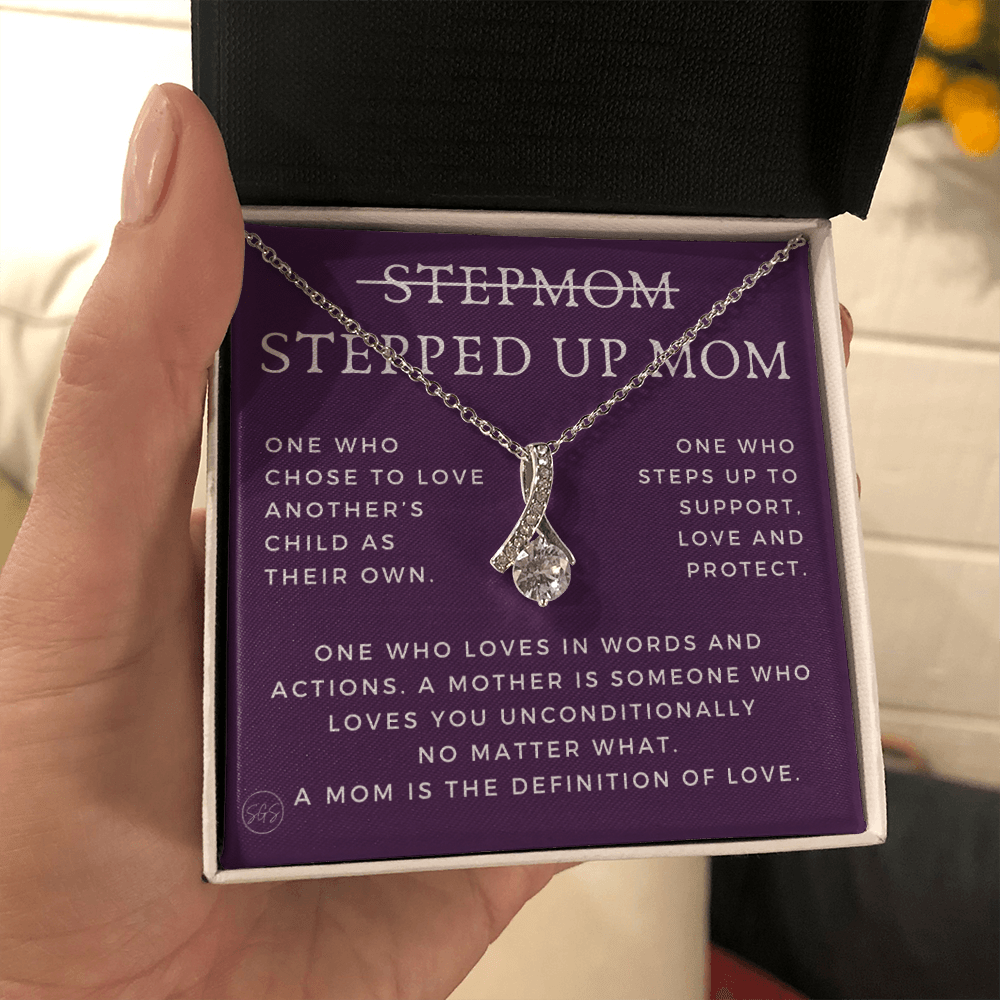 STEPMOM
STEPPED UP MOM
ONE WHO
CHOSE TO LOVE
ANOTHER'S
CHILD AS
THEIR OWN.
ONE WHO
STEPS UP TO
SUPPORT,
LOVE AND
PROTECT.
ONE WHO LOVES IN WORDS AND
ACTIONS. A MOTHER IS SOMEONE WHO
LOVES YOU UNCONDITIONALLY
NO MATTER WHAT.
A MOM IS THE DEFINITION OF LOVE.
SGS